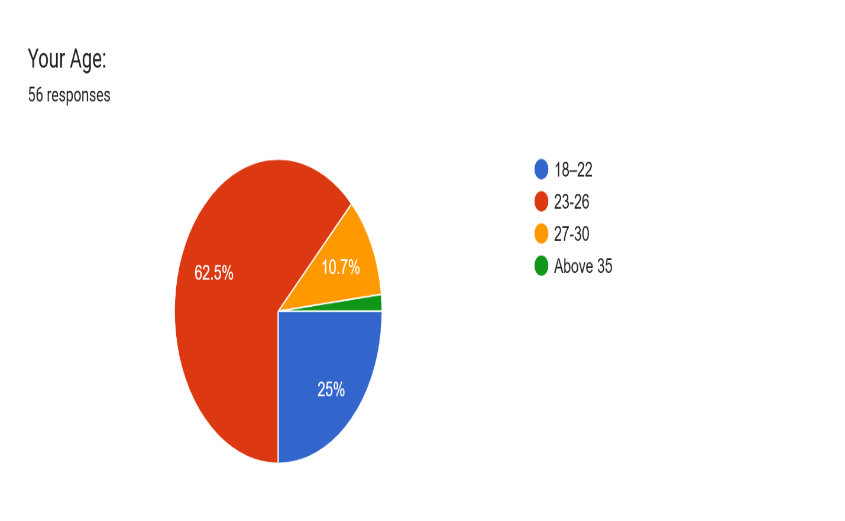 Your Age:
56 responses
18–22
23-26
27-30
Above 35
62.5%
10.7%
25%